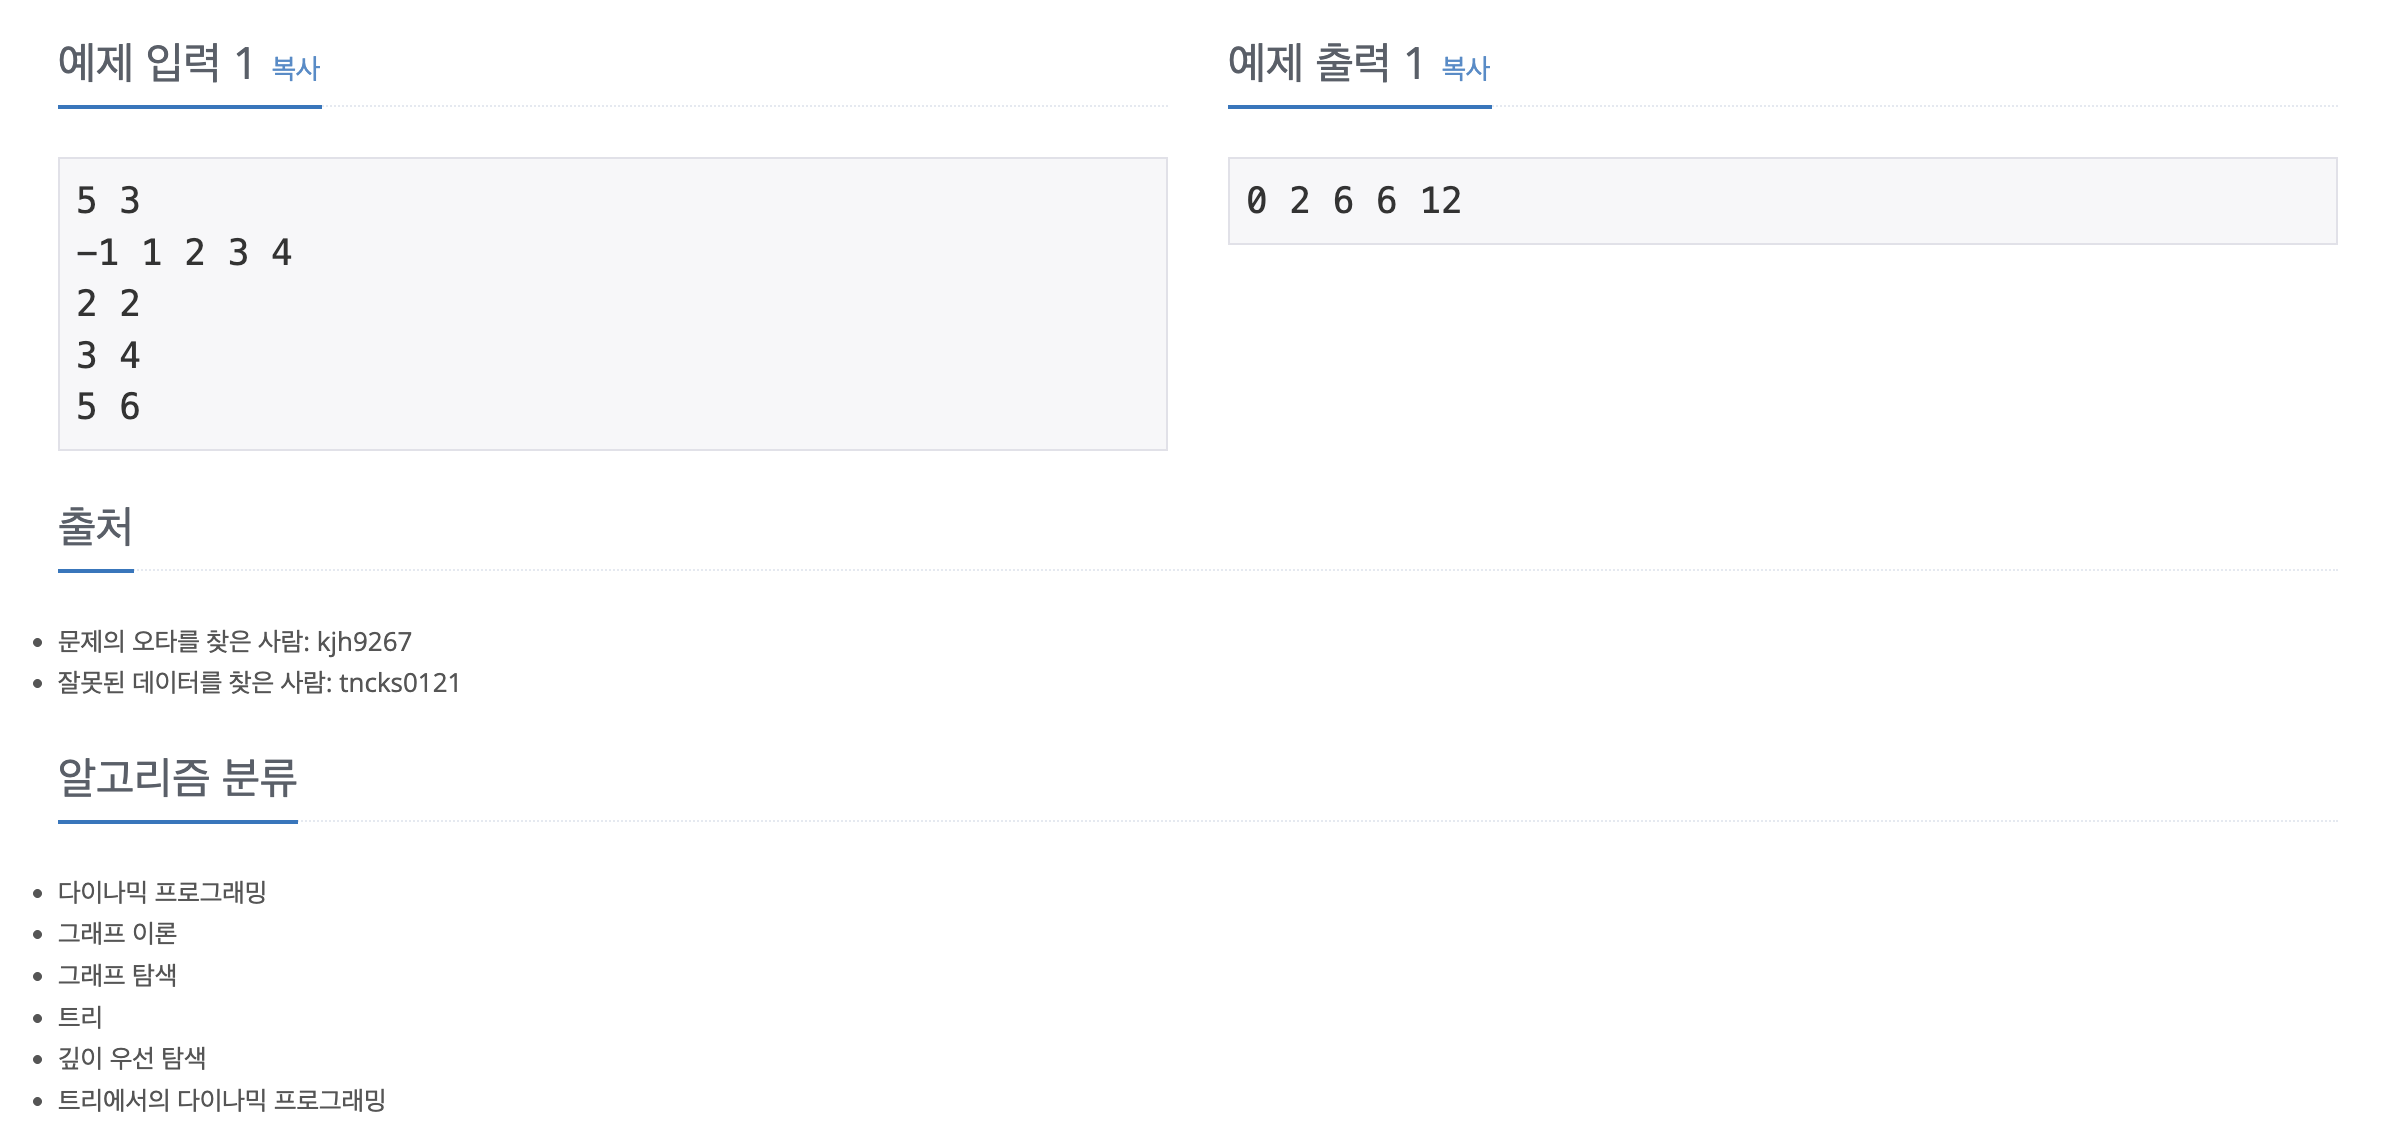 예제 입력 1 복사
5 3
-1 1 2 3 4
2 2
3 4
5 6
예제 출력 1 복사
0 2 6 6 12
출처
문제의 오타를 찾은 사람: kjh9267
잘못된 데이터를 찾은 사람: tncks0121
알고리즘 분류
다이나믹 프로그래밍
그래프 이론
그래프 탐색
트리
깊이 우선 탐색
트리에서의 다이나믹 프로그래밍